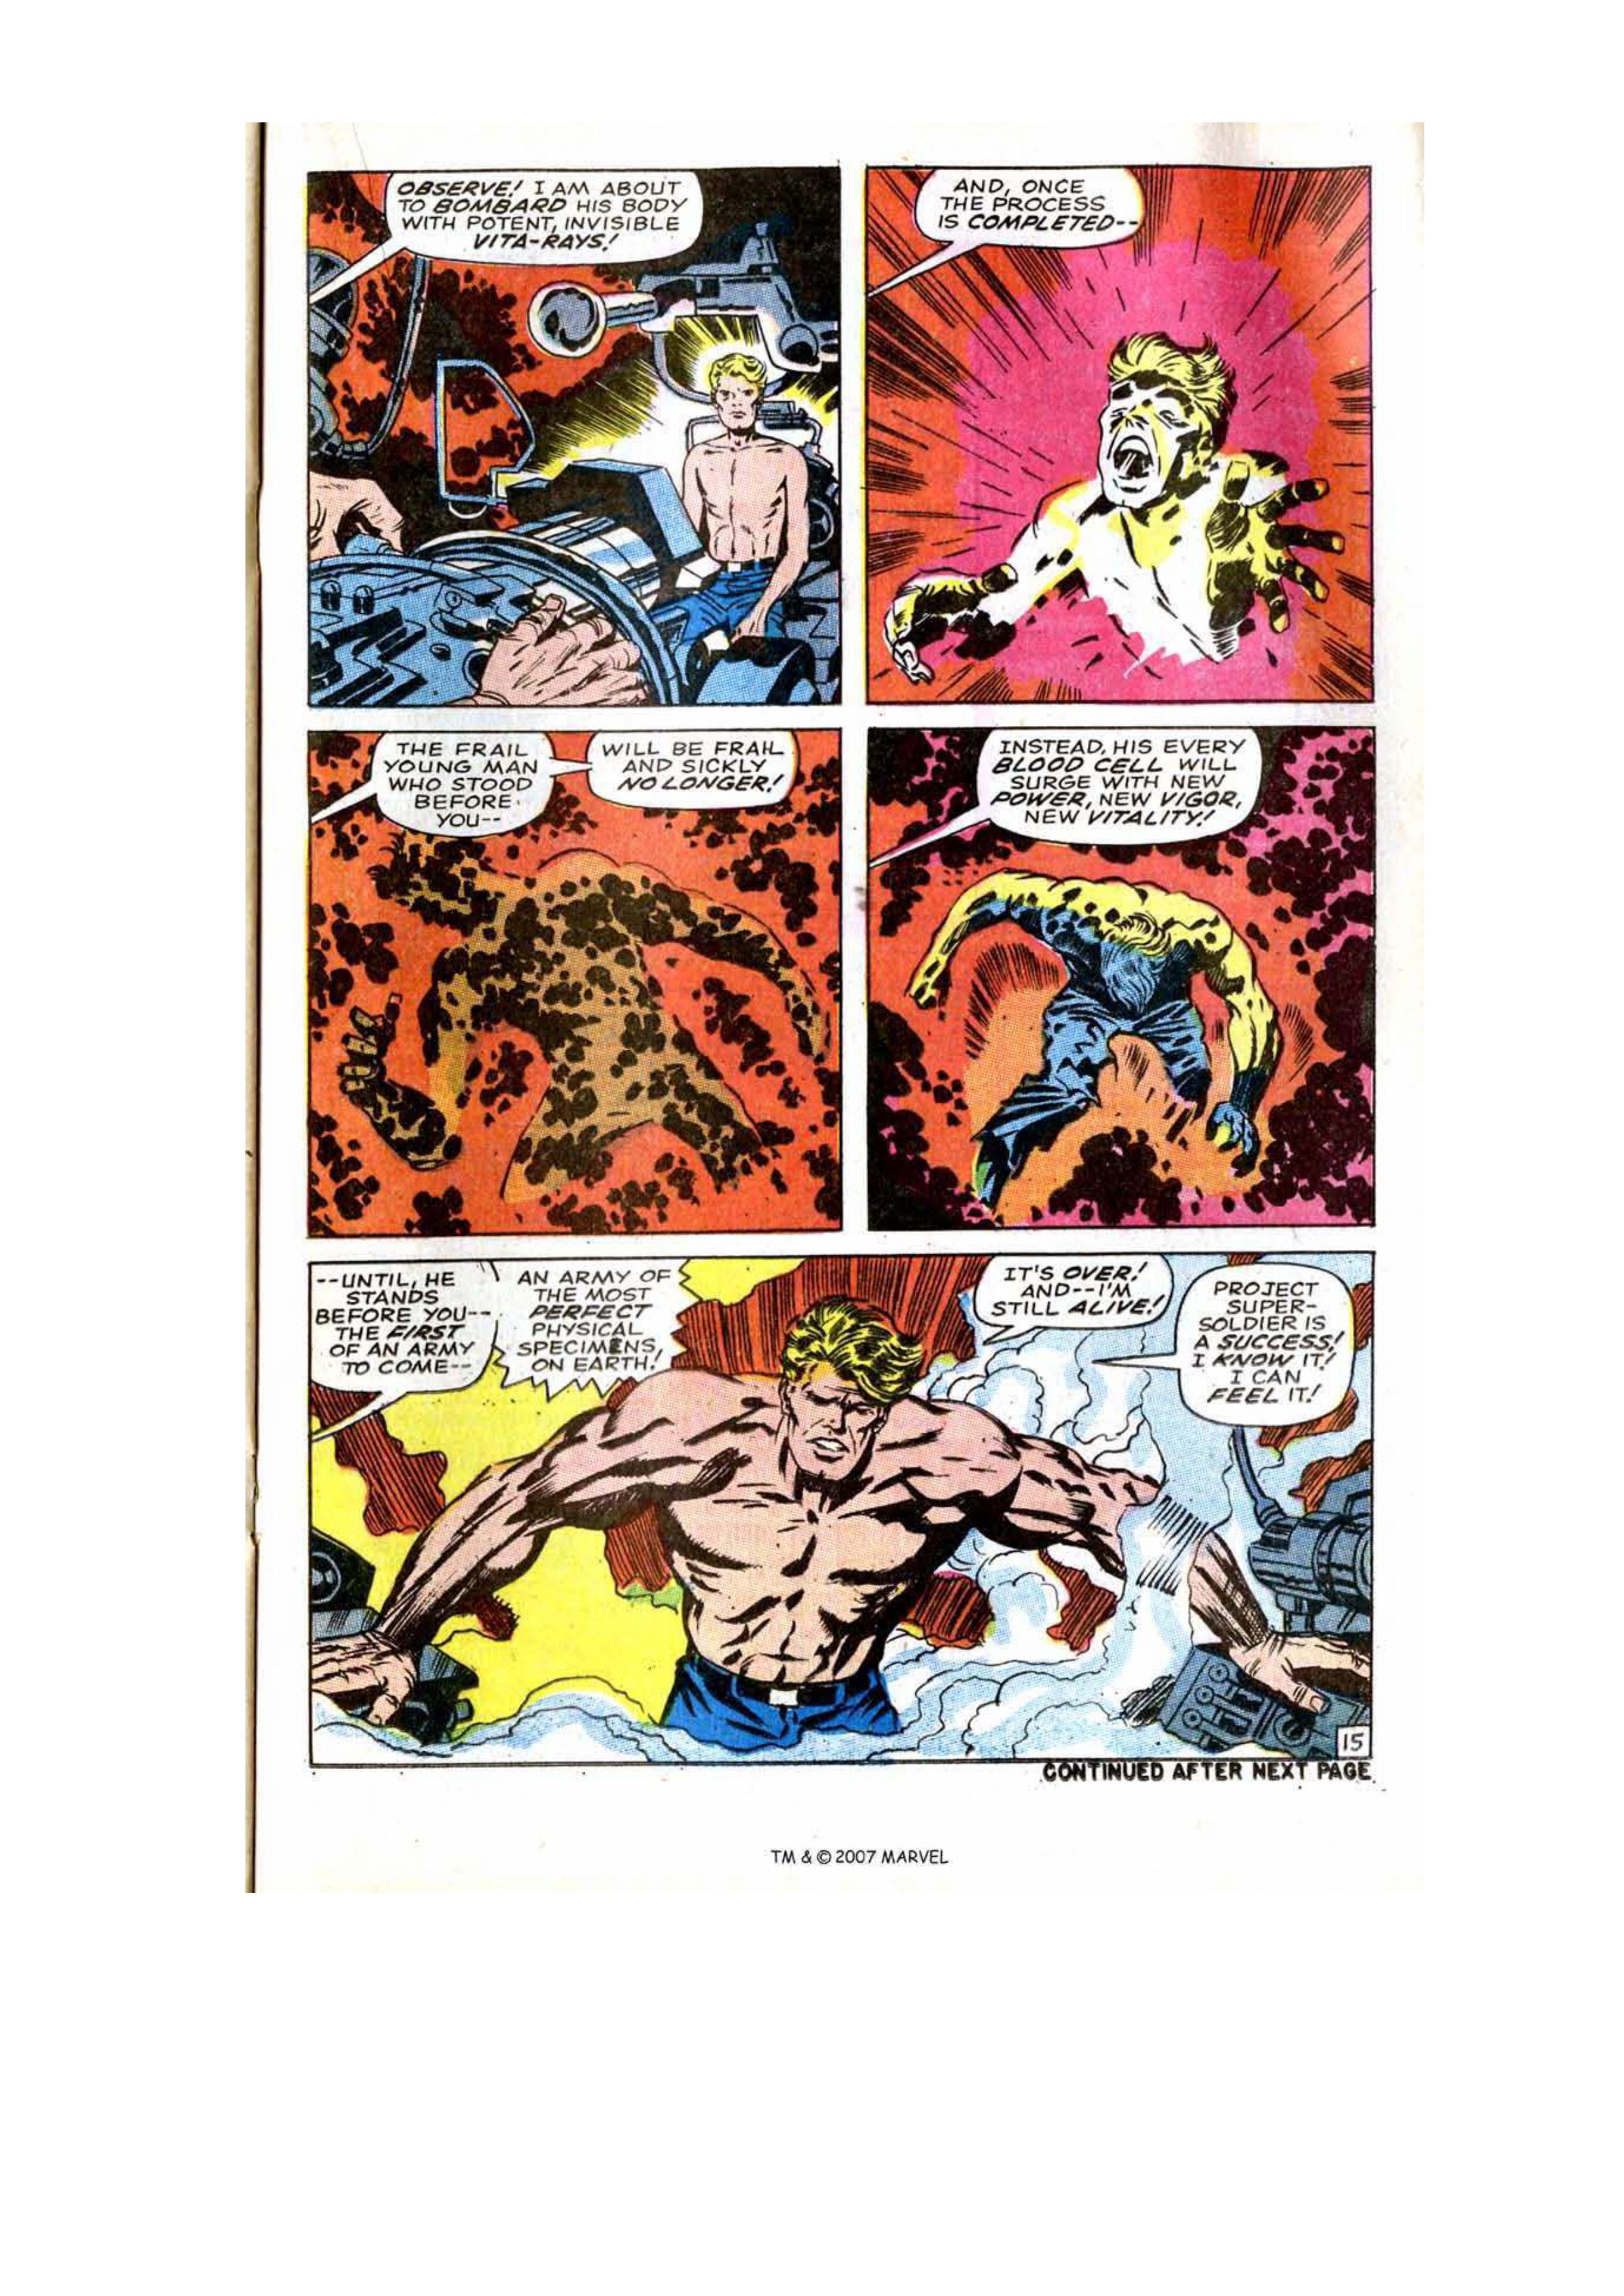 OBSERVE! I AM ABOUT
TO BOMBARD HIS BODY
WITH POTENT, INVISIBLE
VITA-RAYS!
AND, ONCE
THE PROCESS
IS COMPLETED--
THE FRAIL
YOUNG MAN
WHO STOOD
BEFORE
YOU--
WILL BE FRAIL
AND SICKLY
NO LONGER!
INSTEAD, HIS EVERY
BLOOD CELL WILL
SURGE WITH NEW
POWER, NEW VIGOR,
NEW VITALITY!
--UNTIL, HE
STANDS
BEFORE YOU--
THE FIRST
OF AN ARMY
TO COME--
AN ARMY OF
THE MOST
PERFECT
PHYSICAL
SPECIMENS
ON EARTH!
IT'S OVER!
AND--I'M
STILL ALIVE!
PROJECT
SUPER-
SOLDIER IS
A SUCCESS!
I KNOW IT!
I CAN
FEEL IT!
15
CONTINUED AFTER NEXT PAGE
TM & © 2007 MARVEL